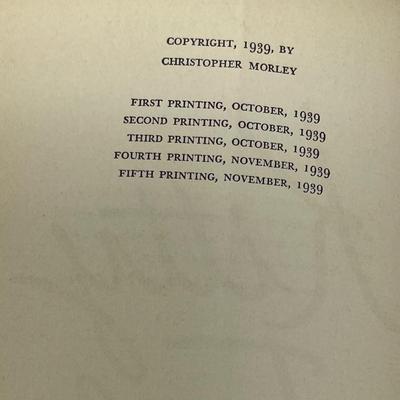 COPYRIGHT, 1939, BY
CHRISTOPHER MORLEY
FIRST PRINTING, OCTOBER, 1939
SECOND PRINTING, OCTOBER, 1939
THIRD PRINTING, OCTOBER, 1939
FOURTH PRINTING, NOVEMBER, 1939
FIFTH PRINTING, NOVEMBER, 1939